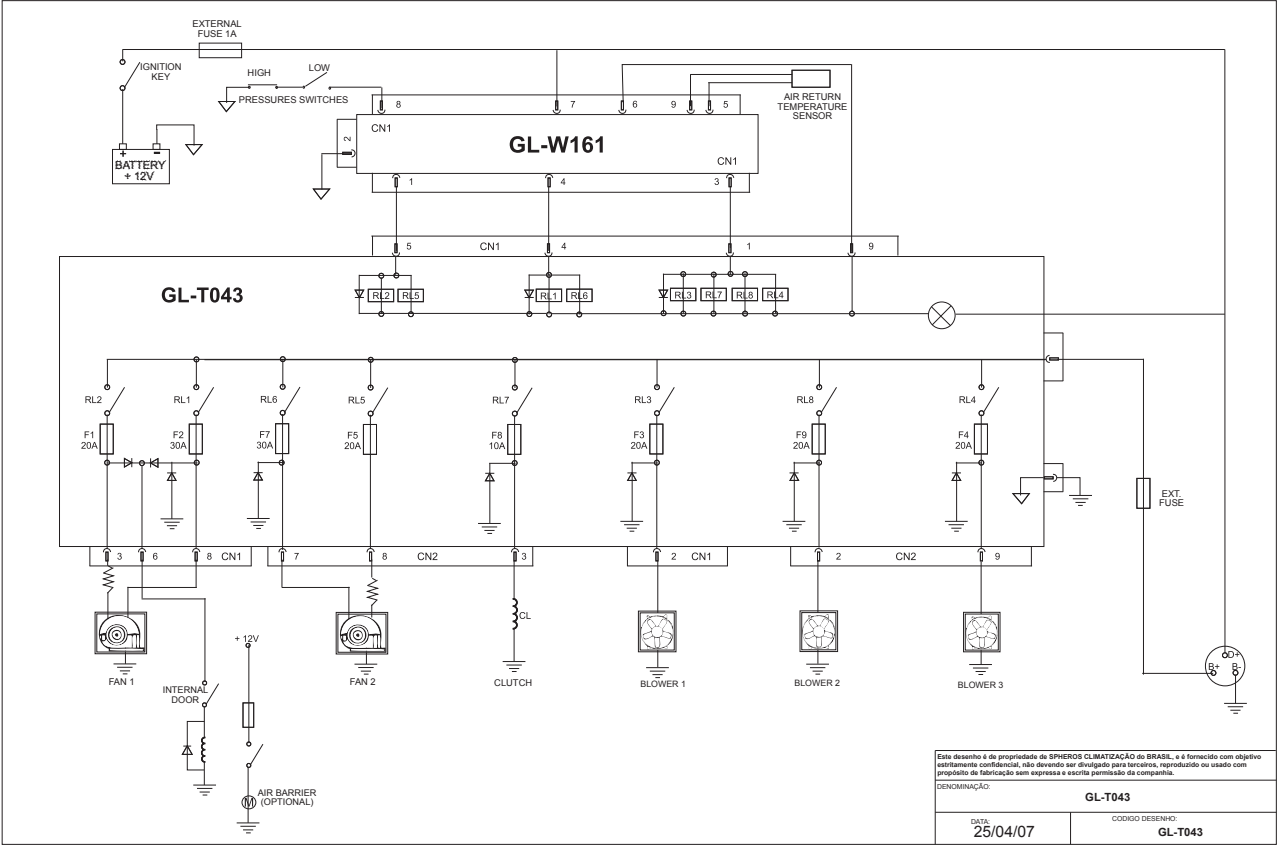 EXTERNAL
FUSE 1A
IGNITION
KEY
HIGH
LOW
PRESSURES SWITCHES
AIR RETURN
TEMPERATURE
SENSOR
8
7
6
9
5
CN1
2
GL-W161
CN1
1
4
3
+ -
BATTERY
+ 12V
5
CN1
4
1
9
GL-T043
RL2
RL5
RL1
RL6
RL3
RL7
RL8
RL4
RL2
RL1
RL6
RL5
RL7
RL3
RL8
RL4
F1
20A
F2
30A
F7
30A
F5
20A
F8
10A
F3
20A
F9
20A
F4
20A
EXT.
FUSE
3
6
8
CN1
7
8
CN2
3
2
CN1
2
CN2
9
CL
FAN 1
FAN 2
CLUTCH
BLOWER 1
BLOWER 2
BLOWER 3
+ 12V
INTERNAL
DOOR
M
AIR BARRIER
(OPTIONAL)
D+
B+
B-
Este desenho é de propriedade de SPHEROS CLIMATIZAÇÃO do BRASIL, e é fornecido com objetivo
estritamente confidencial, não devendo ser divulgado para terceiros, reproduzido ou usado com
propósito de fabricação sem expressa e escrita permissão da companhia.
DENOMINAÇÃO:
GL-T043
DATA:
25/04/07
CODIGO DESENHO:
GL-T043